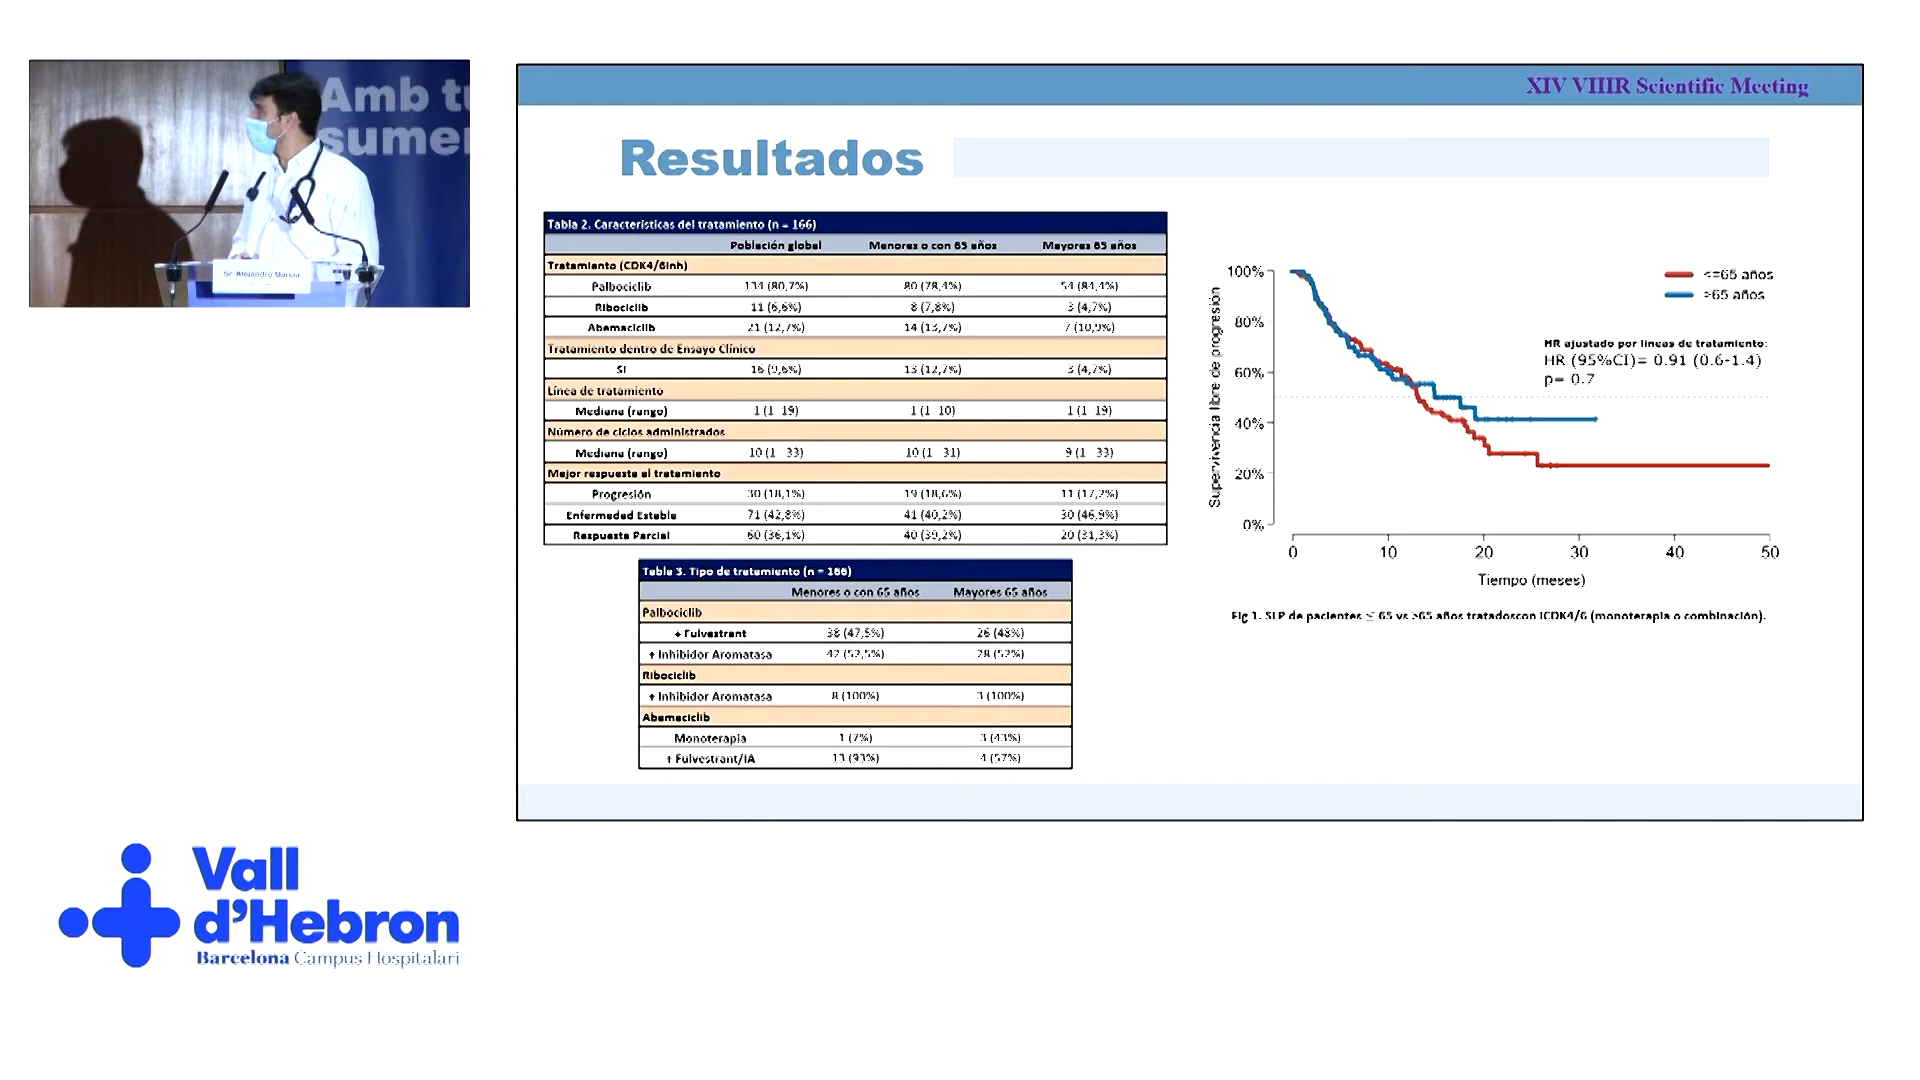 Amb tu
sumem
Sr. Alejandro García
XIV VHIR Scientific Meeting
Resultados
Tabla 2. Características del tratamiento (n = 166)
Población global Menores o con 65 años Mayores 65 años
Tratamiento (CDK4/6inh)
Palbociclib 134 (80,7%) 80 (78,4%) 54 (84,4%)
Ribociclib 11 (6,6%) 8 (7,8%) 3 (4,7%)
Abemaciclib 21 (12,7%) 14 (13,7%) 7 (10,9%)
Tratamiento dentro de Ensayo Clínico
SI 16 (9,6%) 13 (12,7%) 3 (4,7%)
Línea de tratamiento
Mediana (rango) 1 (1-19) 1 (1-10) 1 (1-19)
Número de ciclos administrados
Mediana (rango) 10 (1-33) 10 (1-31) 9 (1-33)
Mejor respuesta al tratamiento
Progresión 30 (18,1%) 19 (18,6%) 11 (17,2%)
Enfermedad Estable 71 (42,8%) 41 (40,2%) 30 (46,9%)
Respuesta Parcial 60 (36,1%) 40 (39,2%) 20 (31,3%)
Tabla 3. Tipo de tratamiento (n = 166)
Menores o con 65 años Mayores 65 años
Palbociclib
+ Fulvestrant 38 (47,5%) 26 (48%)
+ Inhibidor Aromatasa 42 (52,5%) 28 (52%)
Ribociclib
+ Inhibidor Aromatasa 8 (100%) 3 (100%)
Abemaciclib
Monoterapia 1 (7%) 3 (43%)
+ Fulvestrant/IA 13 (93%) 4 (57%)
Supervivencia libre de progresión
100%
80%
60%
40%
20%
0%
<=65 años
>65 años
HR ajustado por líneas de tratamiento:
HR (95%CI)= 0.91 (0.6-1.4)
p= 0.7
0 10 20 30 40 50
Tiempo (meses)
Fig 1. SLP de pacientes ≤ 65 vs >65 años tratadoscon iCDK4/6 (monoterapia o combinación).
Vall
d'Hebron
Barcelona Campus Hospitalari